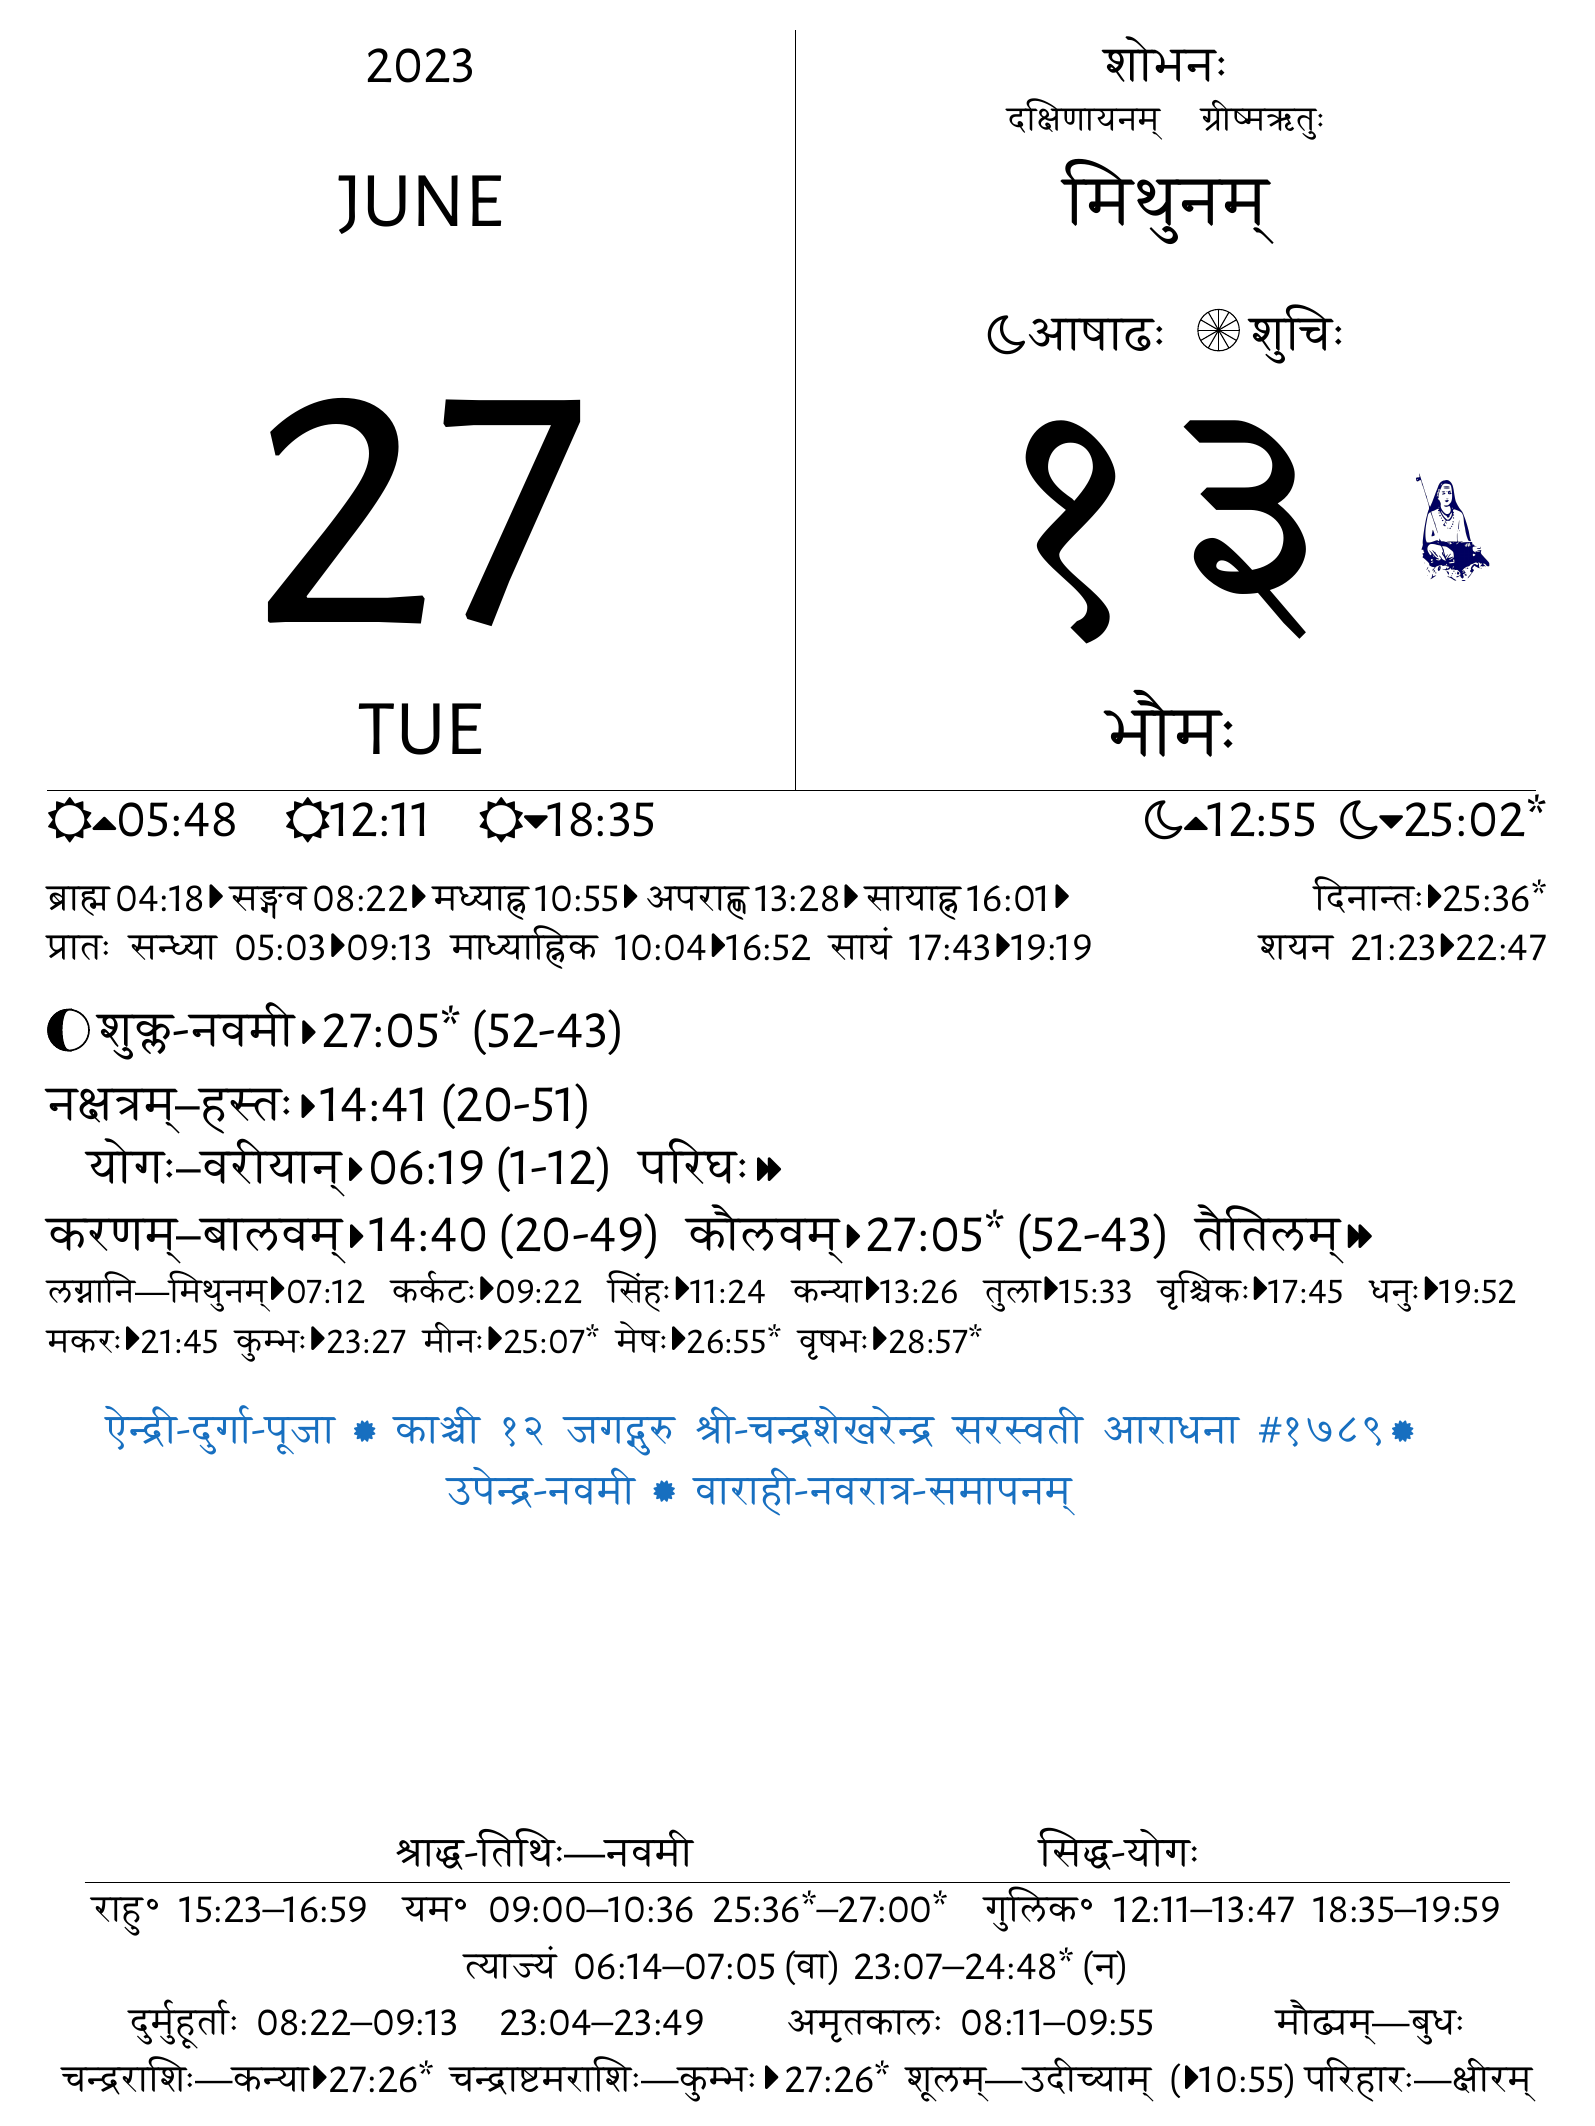 2023
JUNE
27
TUE
शोभनः
दक्षिणायनम् ग्रीष्मऋतुः
मिथुनम्
आषाढः शुचिः
१३
भौमः
05:48 12:11 18:35 12:55 25:02*
ब्राह्म 04:18 सङ्गव 08:22 मध्याह्न 10:55 अपराह्ण 13:28 सायाह्न 16:01 दिनान्तः 25:36*
प्रातः सन्ध्या 05:03 09:13 माध्याह्निक 10:04 16:52 सायं 17:43 19:19 शयन 21:23 22:47
शुक्ल-नवमी 27:05* (52-43)
नक्षत्रम्–हस्तः 14:41 (20-51)
योगः–वरीयान् 06:19 (1-12) परिघः
करणम्–बालवम् 14:40 (20-49) कौलवम् 27:05* (52-43) तैतिलम्
लग्नानि—मिथुनम् 07:12 कर्कटः 09:22 सिंहः 11:24 कन्या 13:26 तुला 15:33 वृश्चिकः 17:45 धनुः 19:52
मकरः 21:45 कुम्भः 23:27 मीनः 25:07* मेषः 26:55* वृषभः 28:57*
ऐन्द्री-दुर्गा-पूजा काञ्ची १२ जगद्गुरु श्री-चन्द्रशेखरेन्द्र सरस्वती आराधना #१७८९
उपेन्द्र-नवमी वाराही-नवरात्र-समापनम्
श्राद्ध-तिथिः—नवमी सिद्ध-योगः
राहु॰ 15:23–16:59 यम॰ 09:00–10:36 25:36*–27:00* गुलिक॰ 12:11–13:47 18:35–19:59
त्याज्यं 06:14–07:05 (वा) 23:07–24:48* (न)
दुर्मुहूर्ताः 08:22–09:13 23:04–23:49 अमृतकालः 08:11–09:55 मौढ्यम्—बुधः
चन्द्रराशिः—कन्या 27:26* चन्द्राष्टमराशिः—कुम्भः 27:26* शूलम्—उदीच्याम् (10:55) परिहारः—क्षीरम्